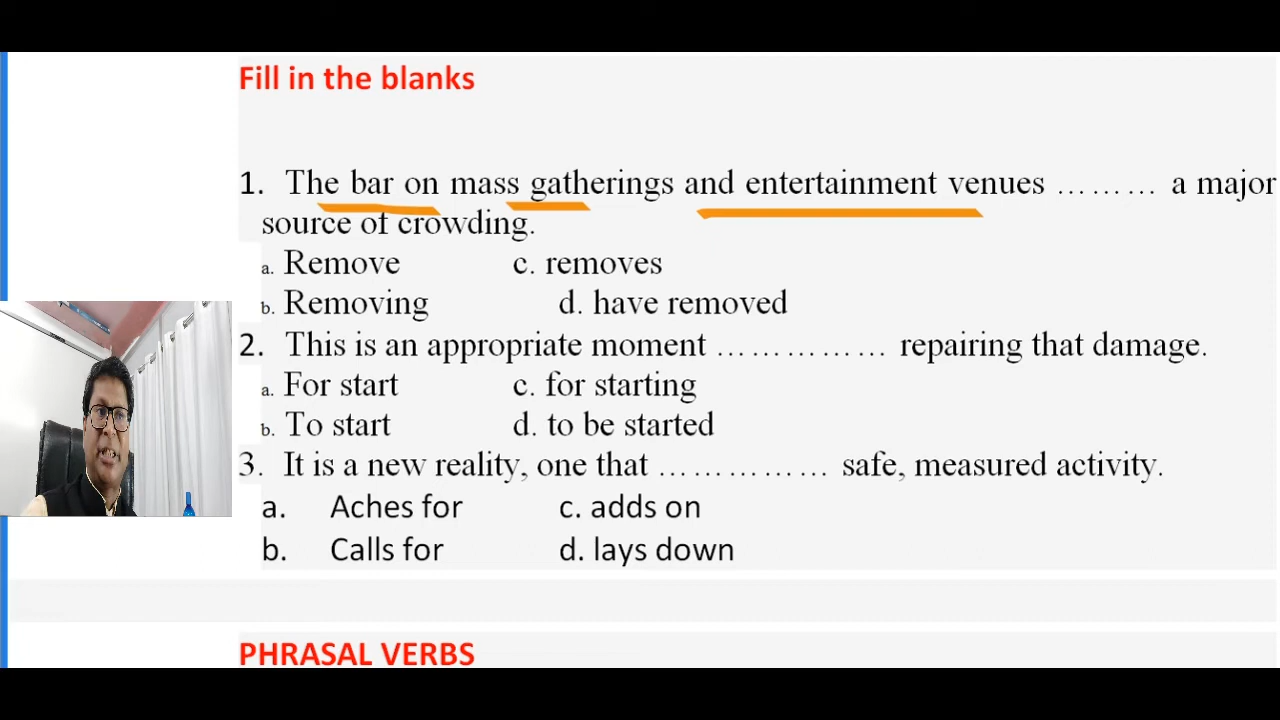 Fill in the blanks
1. The bar on mass gatherings and entertainment venues ……… a major
source of crowding.
a. Remove c. removes
b. Removing d. have removed
2. This is an appropriate moment …………… repairing that damage.
a. For start c. for starting
b. To start d. to be started
3. It is a new reality, one that …………… safe, measured activity.
a. Aches for c. adds on
b. Calls for d. lays down
PHRASAL VERBS